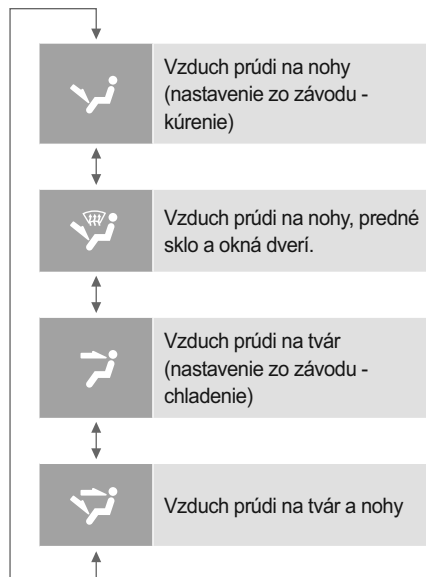 Vzduch prúdi na nohy
(nastavenie zo závodu -
kúrenie)
Vzduch prúdi na nohy, predné
sklo a okná dverí.
Vzduch prúdi na tvár
(nastavenie zo závodu -
chladenie)
Vzduch prúdi na tvár a nohy